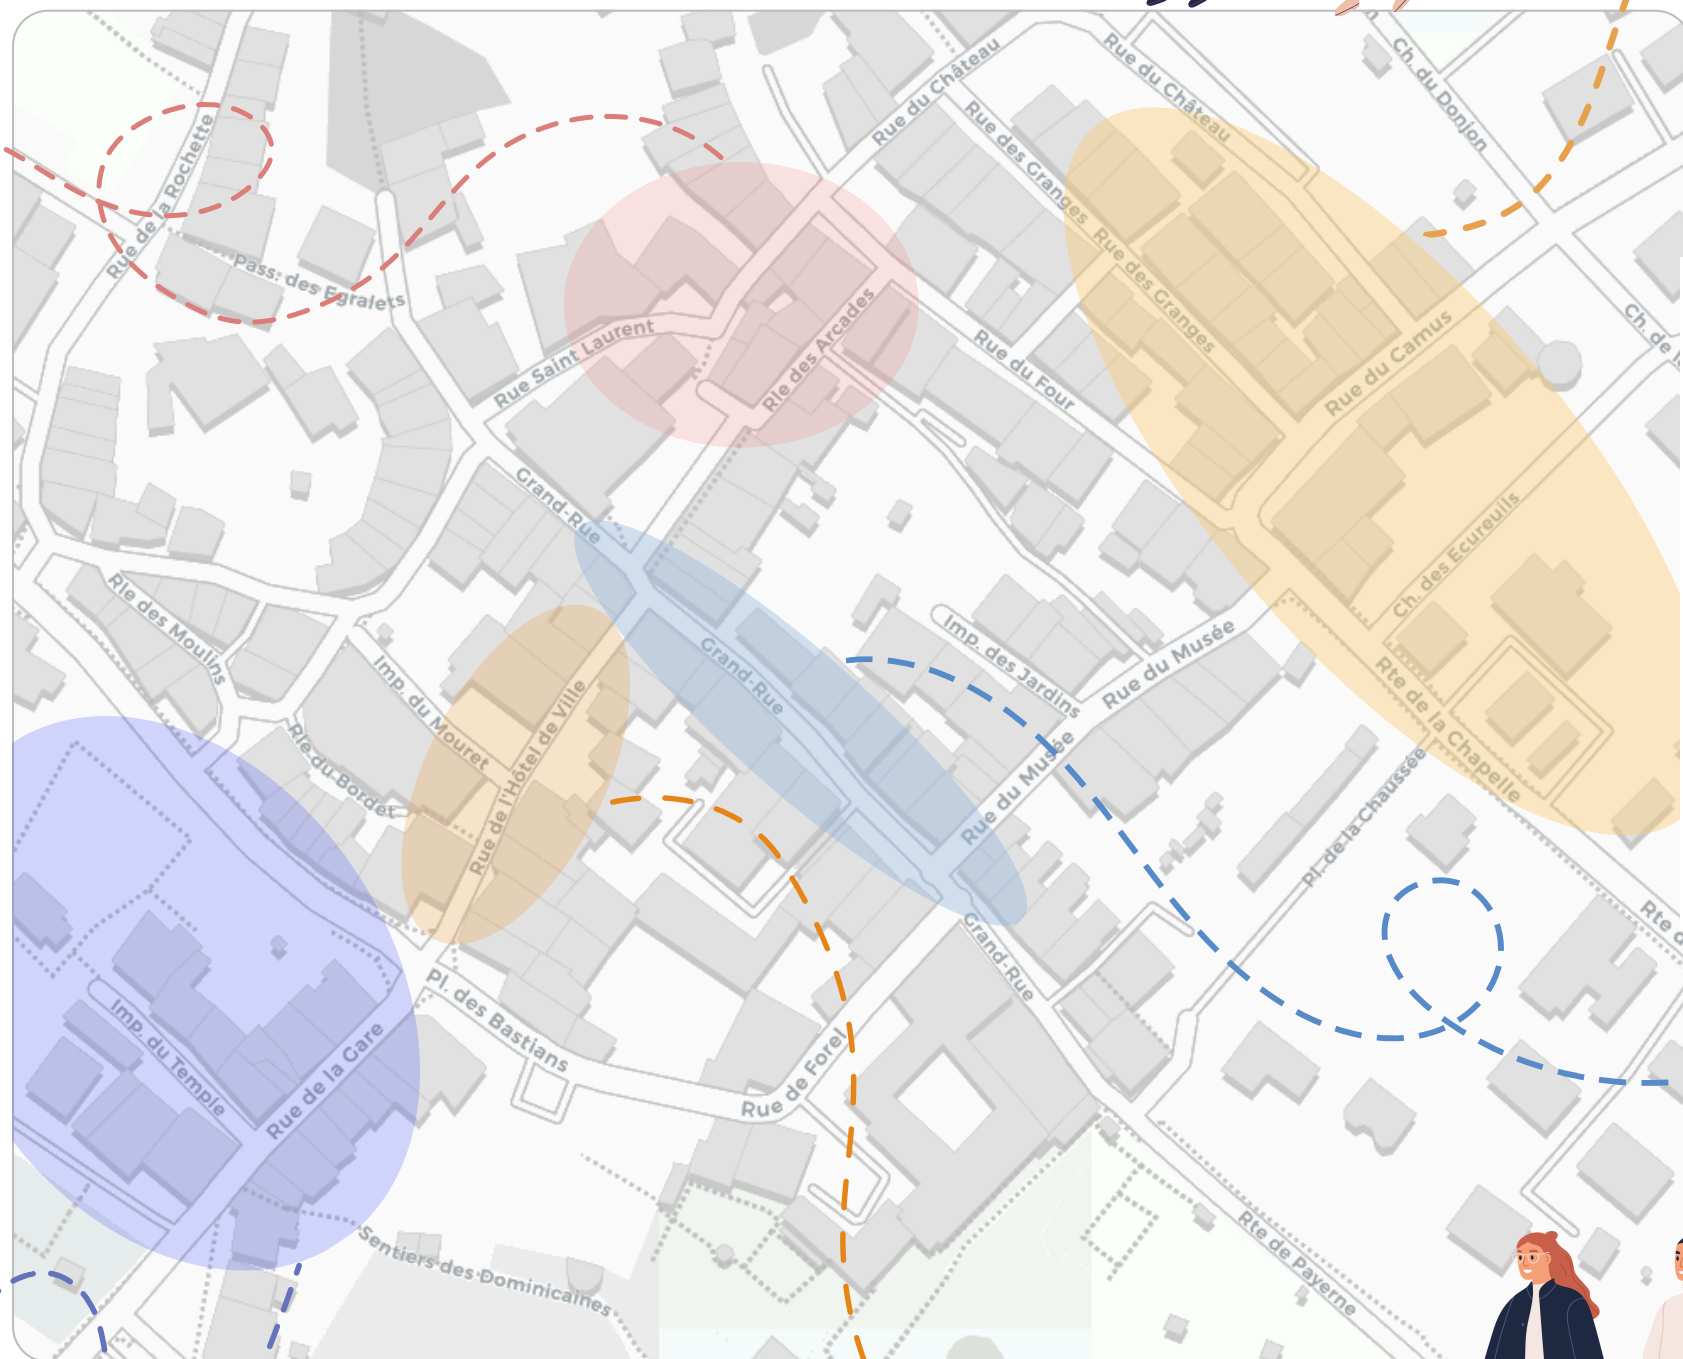 Rue du Château
Rue du Château
Ch. du Donjon
Rue de la Rochette
Rue des Granges
Rue des Granges
Pass. des Egralets
Rue Saint Laurent
Rle des Arcades
Rue du Four
Rue du Camus
Ch. de l
Grand-Rue
Ch. des Ecureuils
Rle des Moulins
Imp. du Mouret
Grand-Rue
Imp. des Jardins
Rue du Musée
Rue du Musée
Rte de la Chapelle
Rle du Bordet
Rue de l'Hôtel de Ville
Pl. de la Chaussée
Grand-Rue
Rte d
Pl. des Bastians
Imp. du Temple
Rue de la Gare
Rue de Forel
Sentiers des Dominicaines
Rte de Payerne